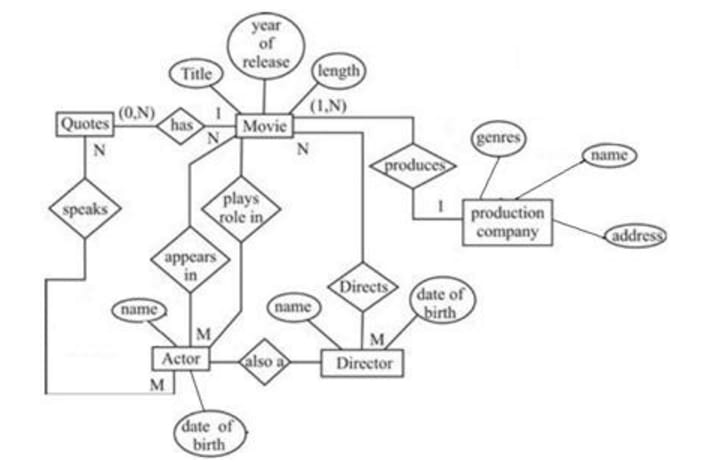 year
of
release
Title
length
(0,N)
1
(1,N)
Quotes
has
Movie
N
N
N
genres
name
produces
plays
role in
speaks
1
production
company
address
appears
in
Directs
name
name
date of
birth
M
M
Actor
also a
Director
M
date of
birth